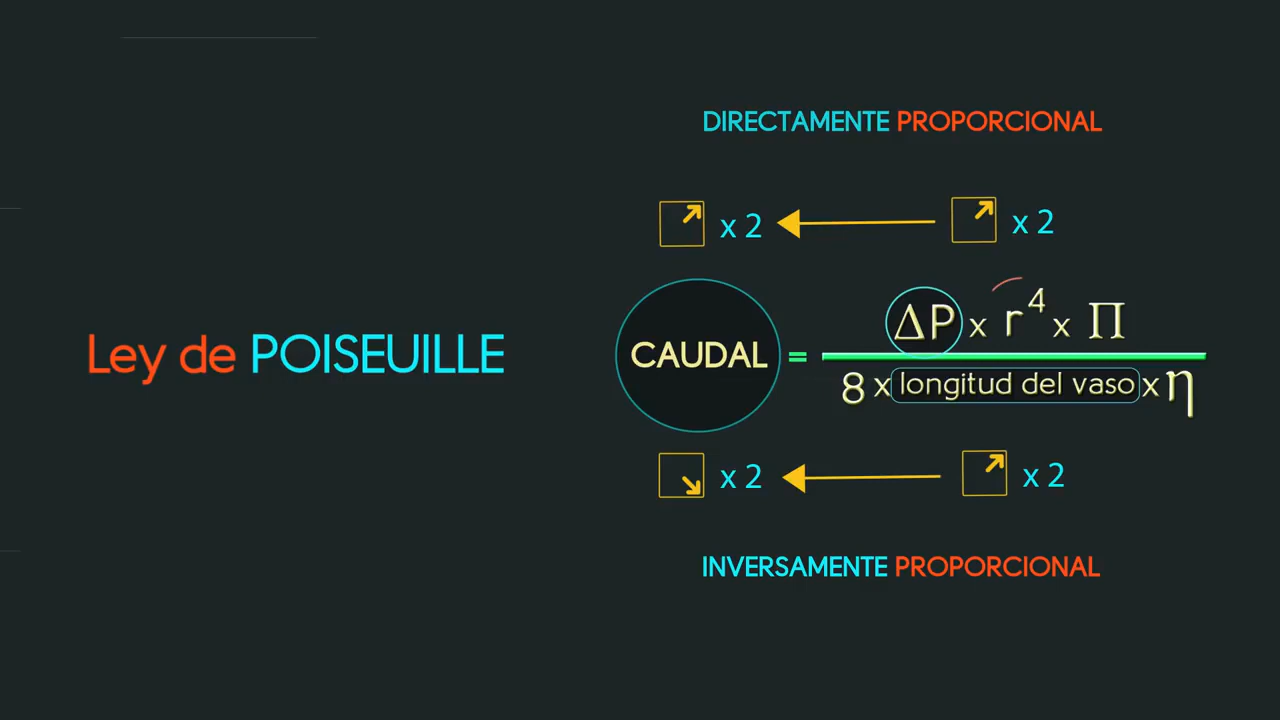 DIRECTAMENTE PROPORCIONAL
x 2
x 2
Ley de POISEUILLE
CAUDAL = ΔP x r⁴ x Π
8 x longitud del vaso x η
x 2
x 2
INVERSAMENTE PROPORCIONAL